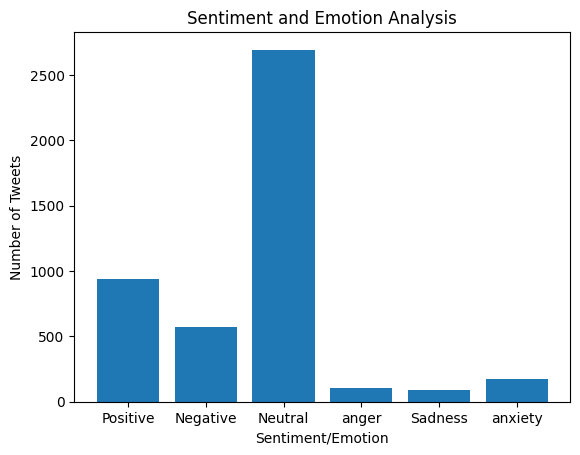 Sentiment and Emotion Analysis
Number of Tweets
2500
2000
1500
1000
500
0
Positive Negative Neutral anger Sadness anxiety
Sentiment/Emotion